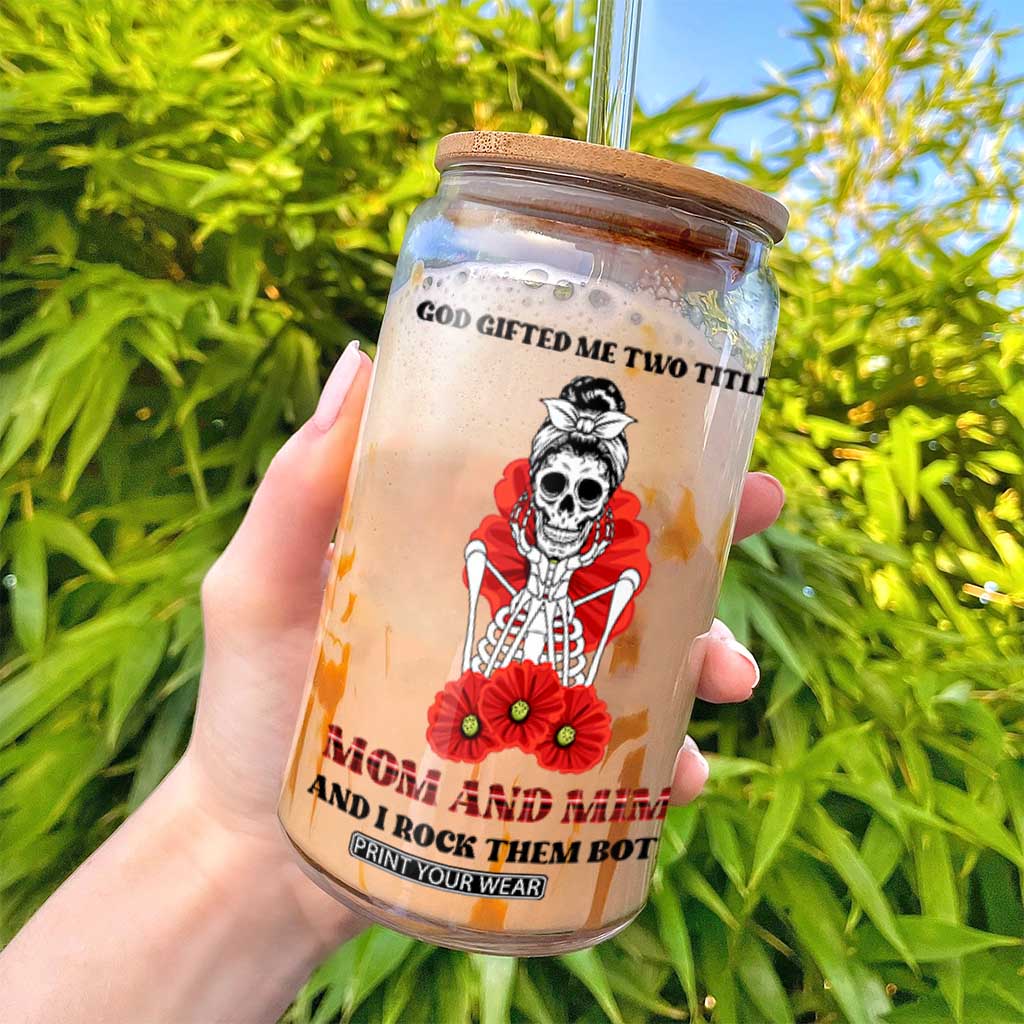 GOD GIFTED ME TWO TITLE
MOM AND MIM
AND I ROCK THEM BOT
PRINT YOUR WEAR